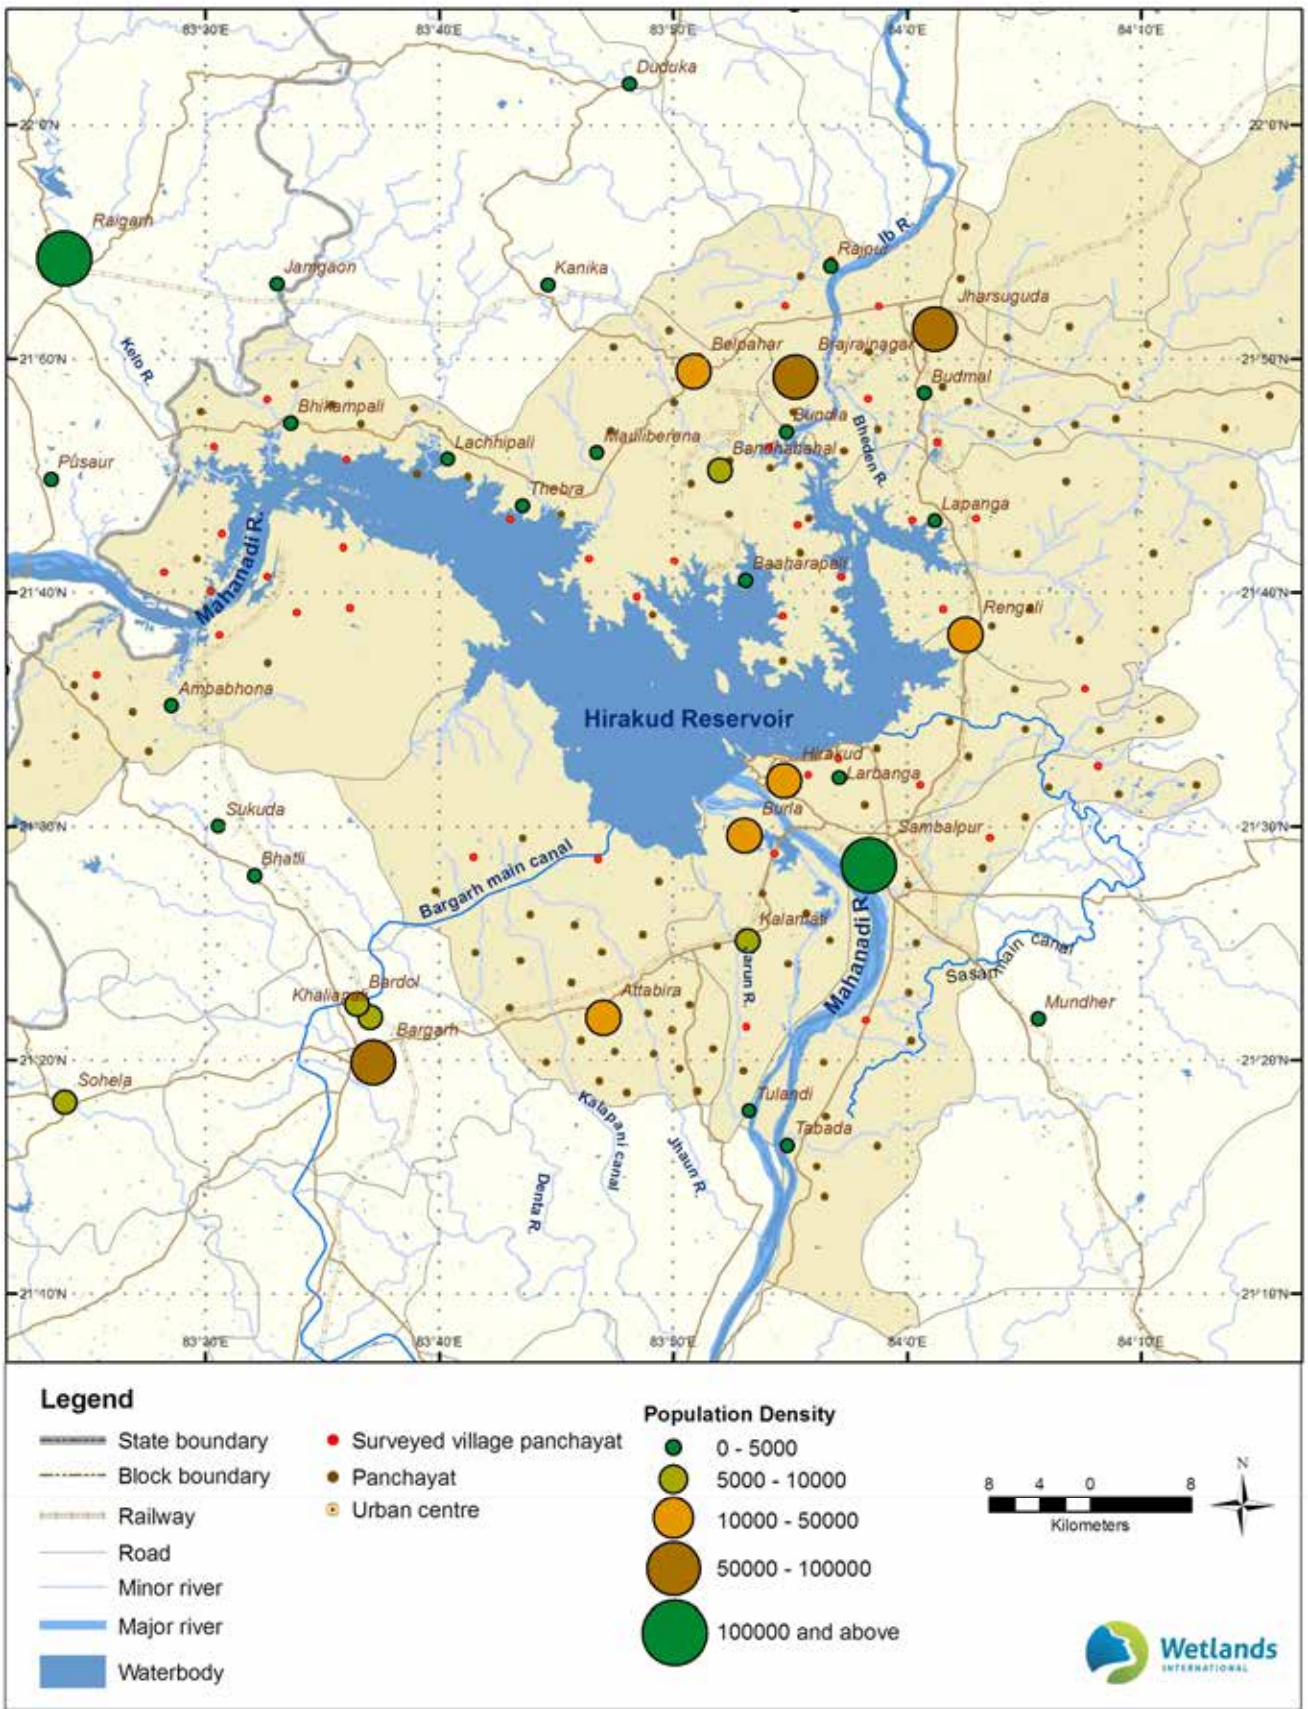 83°30'E
83°40'E
83°50'E
84°0'E
84°10'E
Duduka
22°0'N
22°0'N
Raigarh
Ib R.
Rajpur
Jamgaon
Kanika
Jharsuguda
Kelo R.
Belpahar
Brajrajnagar
21°50'N
21°50'N
Budmal
Bhikampali
Bundia
Bheden R.
Lachhipali
Mauliberena
Bandhabahal
Pusaur
Thebra
Lapanga
Mahanadi R.
Baaharapali
21°40'N
21°40'N
Rengali
Ambabhona
Hirakud Reservoir
Hirakud
Larbanga
Sukuda
Burla
21°30'N
21°30'N
Sambalpur
Bhatli
Bargarh main canal
Kalamati
Mahanadi R
Sasan main canal
Bardol
Attabira
Mundher
Bargarh
21°20'N
21°20'N
Sohela
Tulandi
Kalapani canal
Tabada
Jhaun R.
Denta R.
21°10'N
21°10'N
83°30'E
83°40'E
83°50'E
84°0'E
84°10'E
Legend
State boundary
Block boundary
Railway
Road
Minor river
Major river
Waterbody
Surveyed village panchayat
Panchayat
Urban centre
Population Density
0 - 5000
5000 - 10000
10000 - 50000
50000 - 100000
100000 and above
N
8 4 0 8
Kilometers
Wetlands
INTERNATIONAL